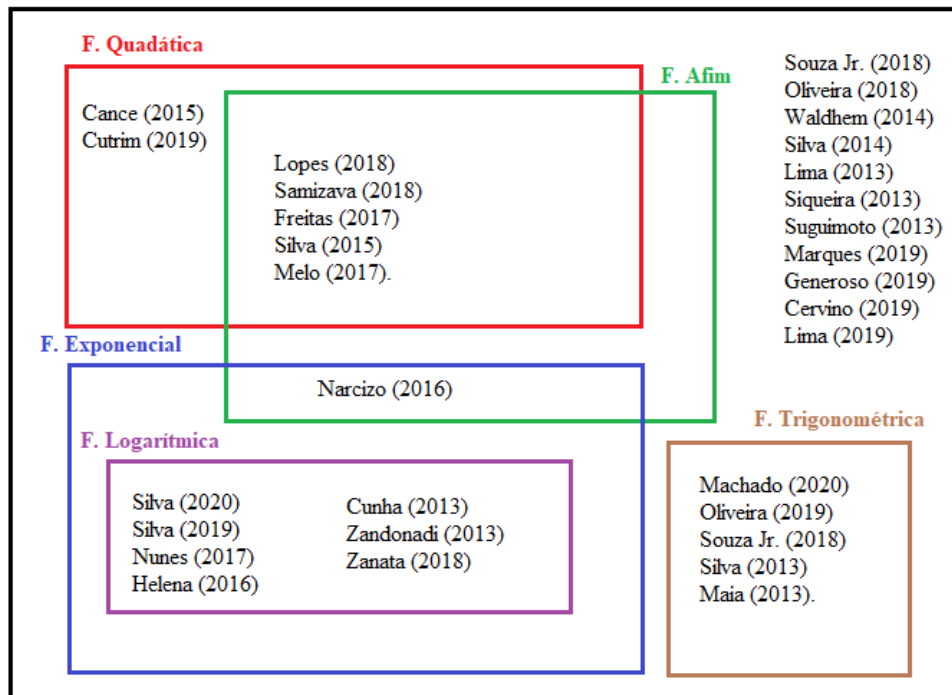 F. Quadática
Cance (2015)
Cutrim (2019)
F. Afim
Lopes (2018)
Samizava (2018)
Freitas (2017)
Silva (2015)
Melo (2017).
Souza Jr. (2018)
Oliveira (2018)
Waldhem (2014)
Silva (2014)
Lima (2013)
Siqueira (2013)
Suguimoto (2013)
Marques (2019)
Generoso (2019)
Cervino (2019)
Lima (2019)
F. Exponencial
Narcizo (2016)
F. Logarítmica
Silva (2020)
Silva (2019)
Nunes (2017)
Helena (2016)
Cunha (2013)
Zandonadi (2013)
Zanata (2018)
F. Trigonométrica
Machado (2020)
Oliveira (2019)
Souza Jr. (2018)
Silva (2013)
Maia (2013).